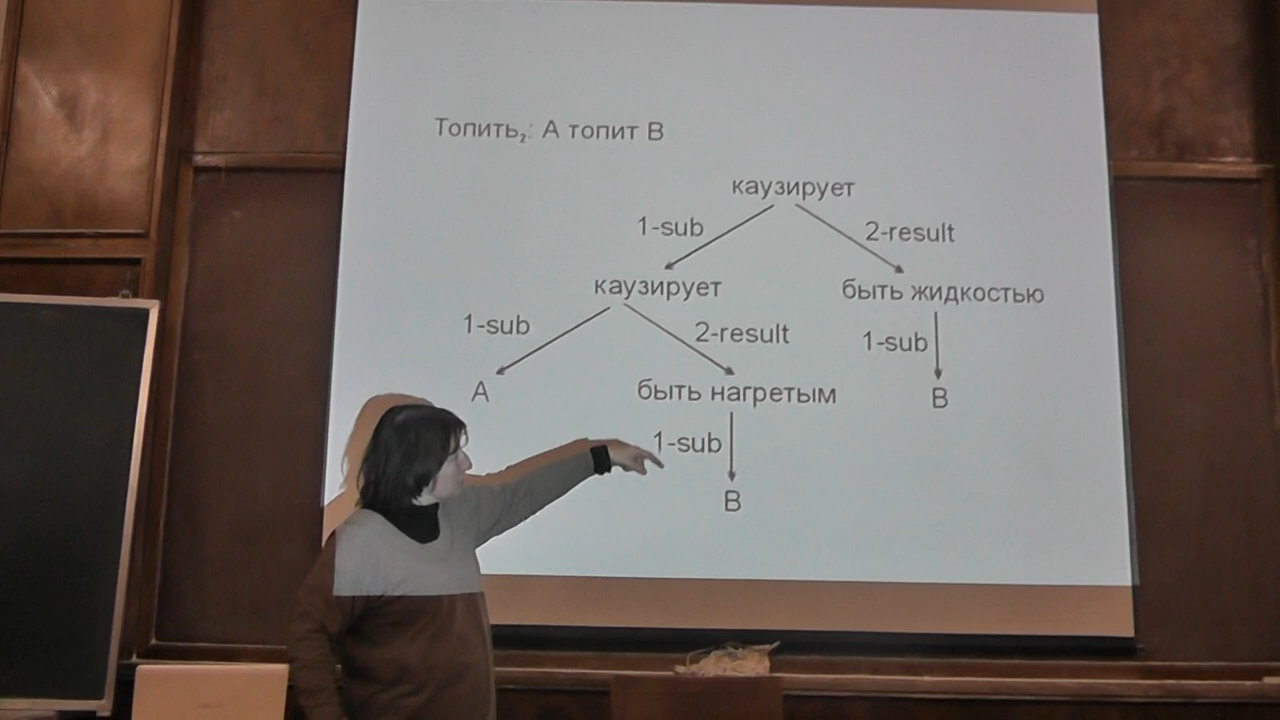 Топить₂: А топит В
каузирует
1-sub
2-result
каузирует
быть жидкостью
1-sub
2-result
1-sub
А
быть нагретым
В
1-sub
В